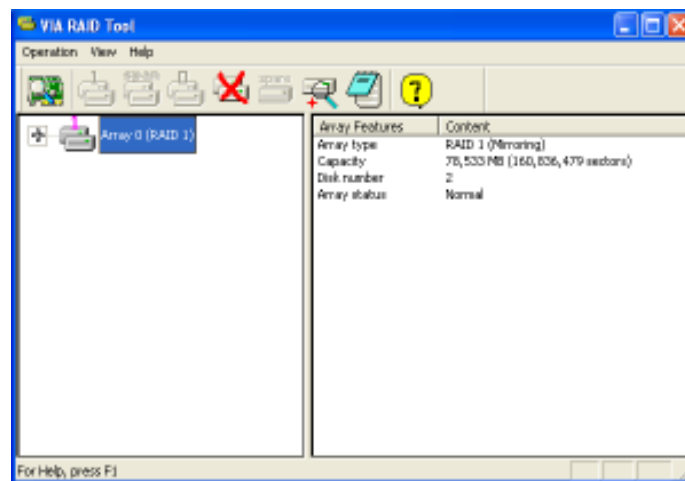 VIA RAID Tool
Operation View Help
Array 0 (RAID 1)
Array Features Content
Array type RAID 1 (Mirroring)
Capacity 78,533 MB (160,836,479 sectors)
Disk number 2
Array status Normal
For Help, press F1